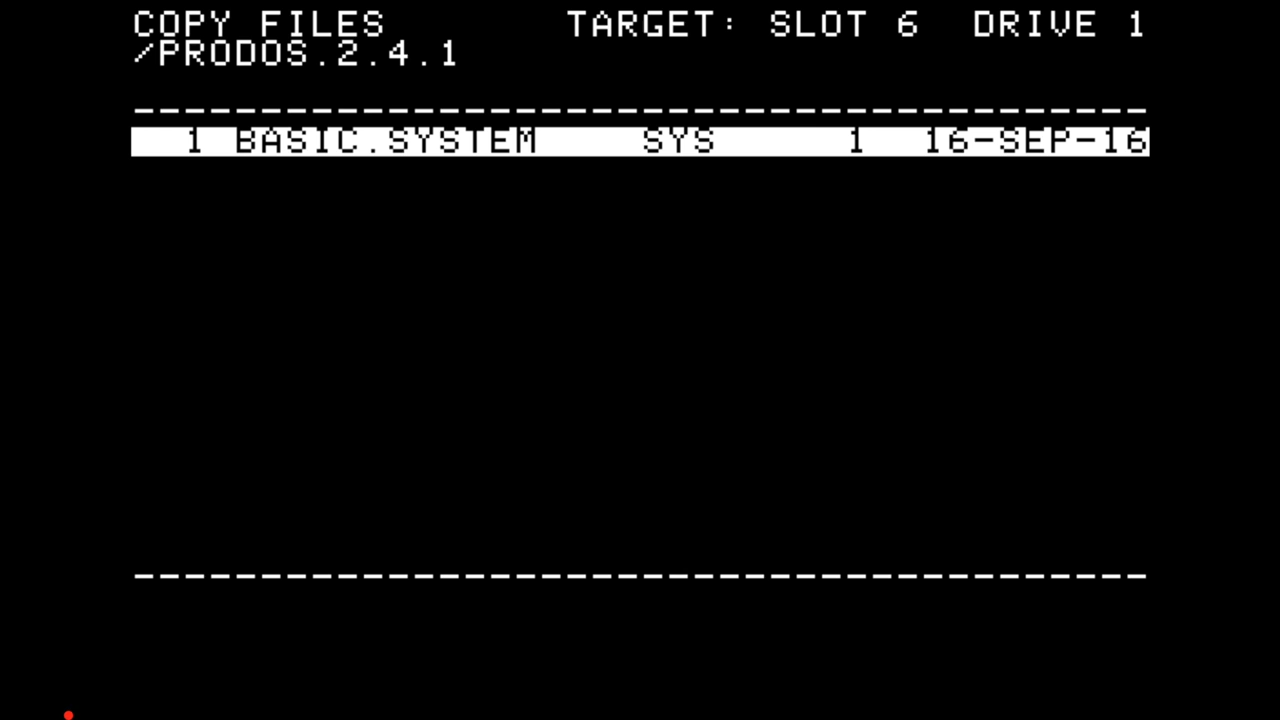 COPY FILES TARGET: SLOT 6 DRIVE 1
/PRODOS.2.4.1
----------------------------------------
1 BASIC.SYSTEM SYS 1 16-SEP-16
----------------------------------------